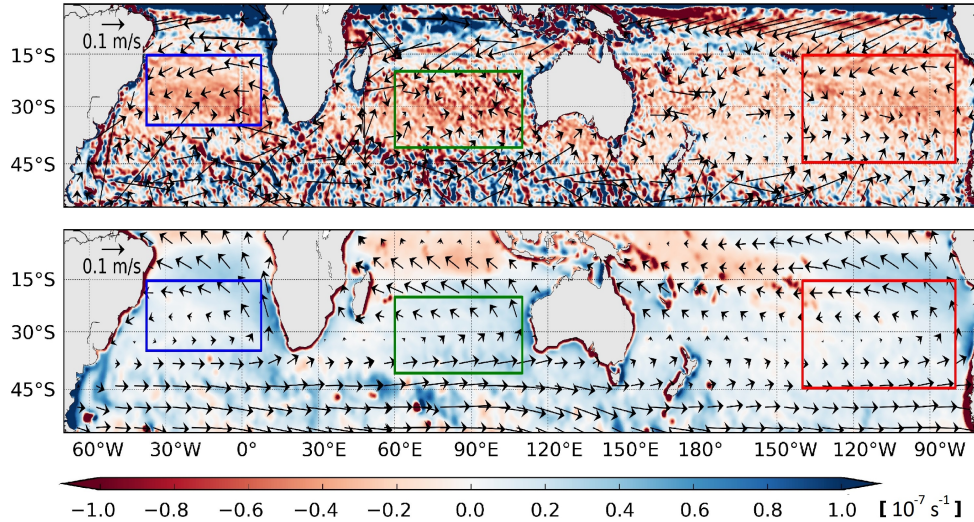 0.1 m/s
15°S
30°S
45°S
0.1 m/s
15°S
30°S
45°S
60°W 30°W 0° 30°E 60°E 90°E 120°E 150°E 180° 150°W 120°W 90°W
−1.0 −0.8 −0.6 −0.4 −0.2 0.0 0.2 0.4 0.6 0.8 1.0 [ 10⁻⁷ s⁻¹ ]